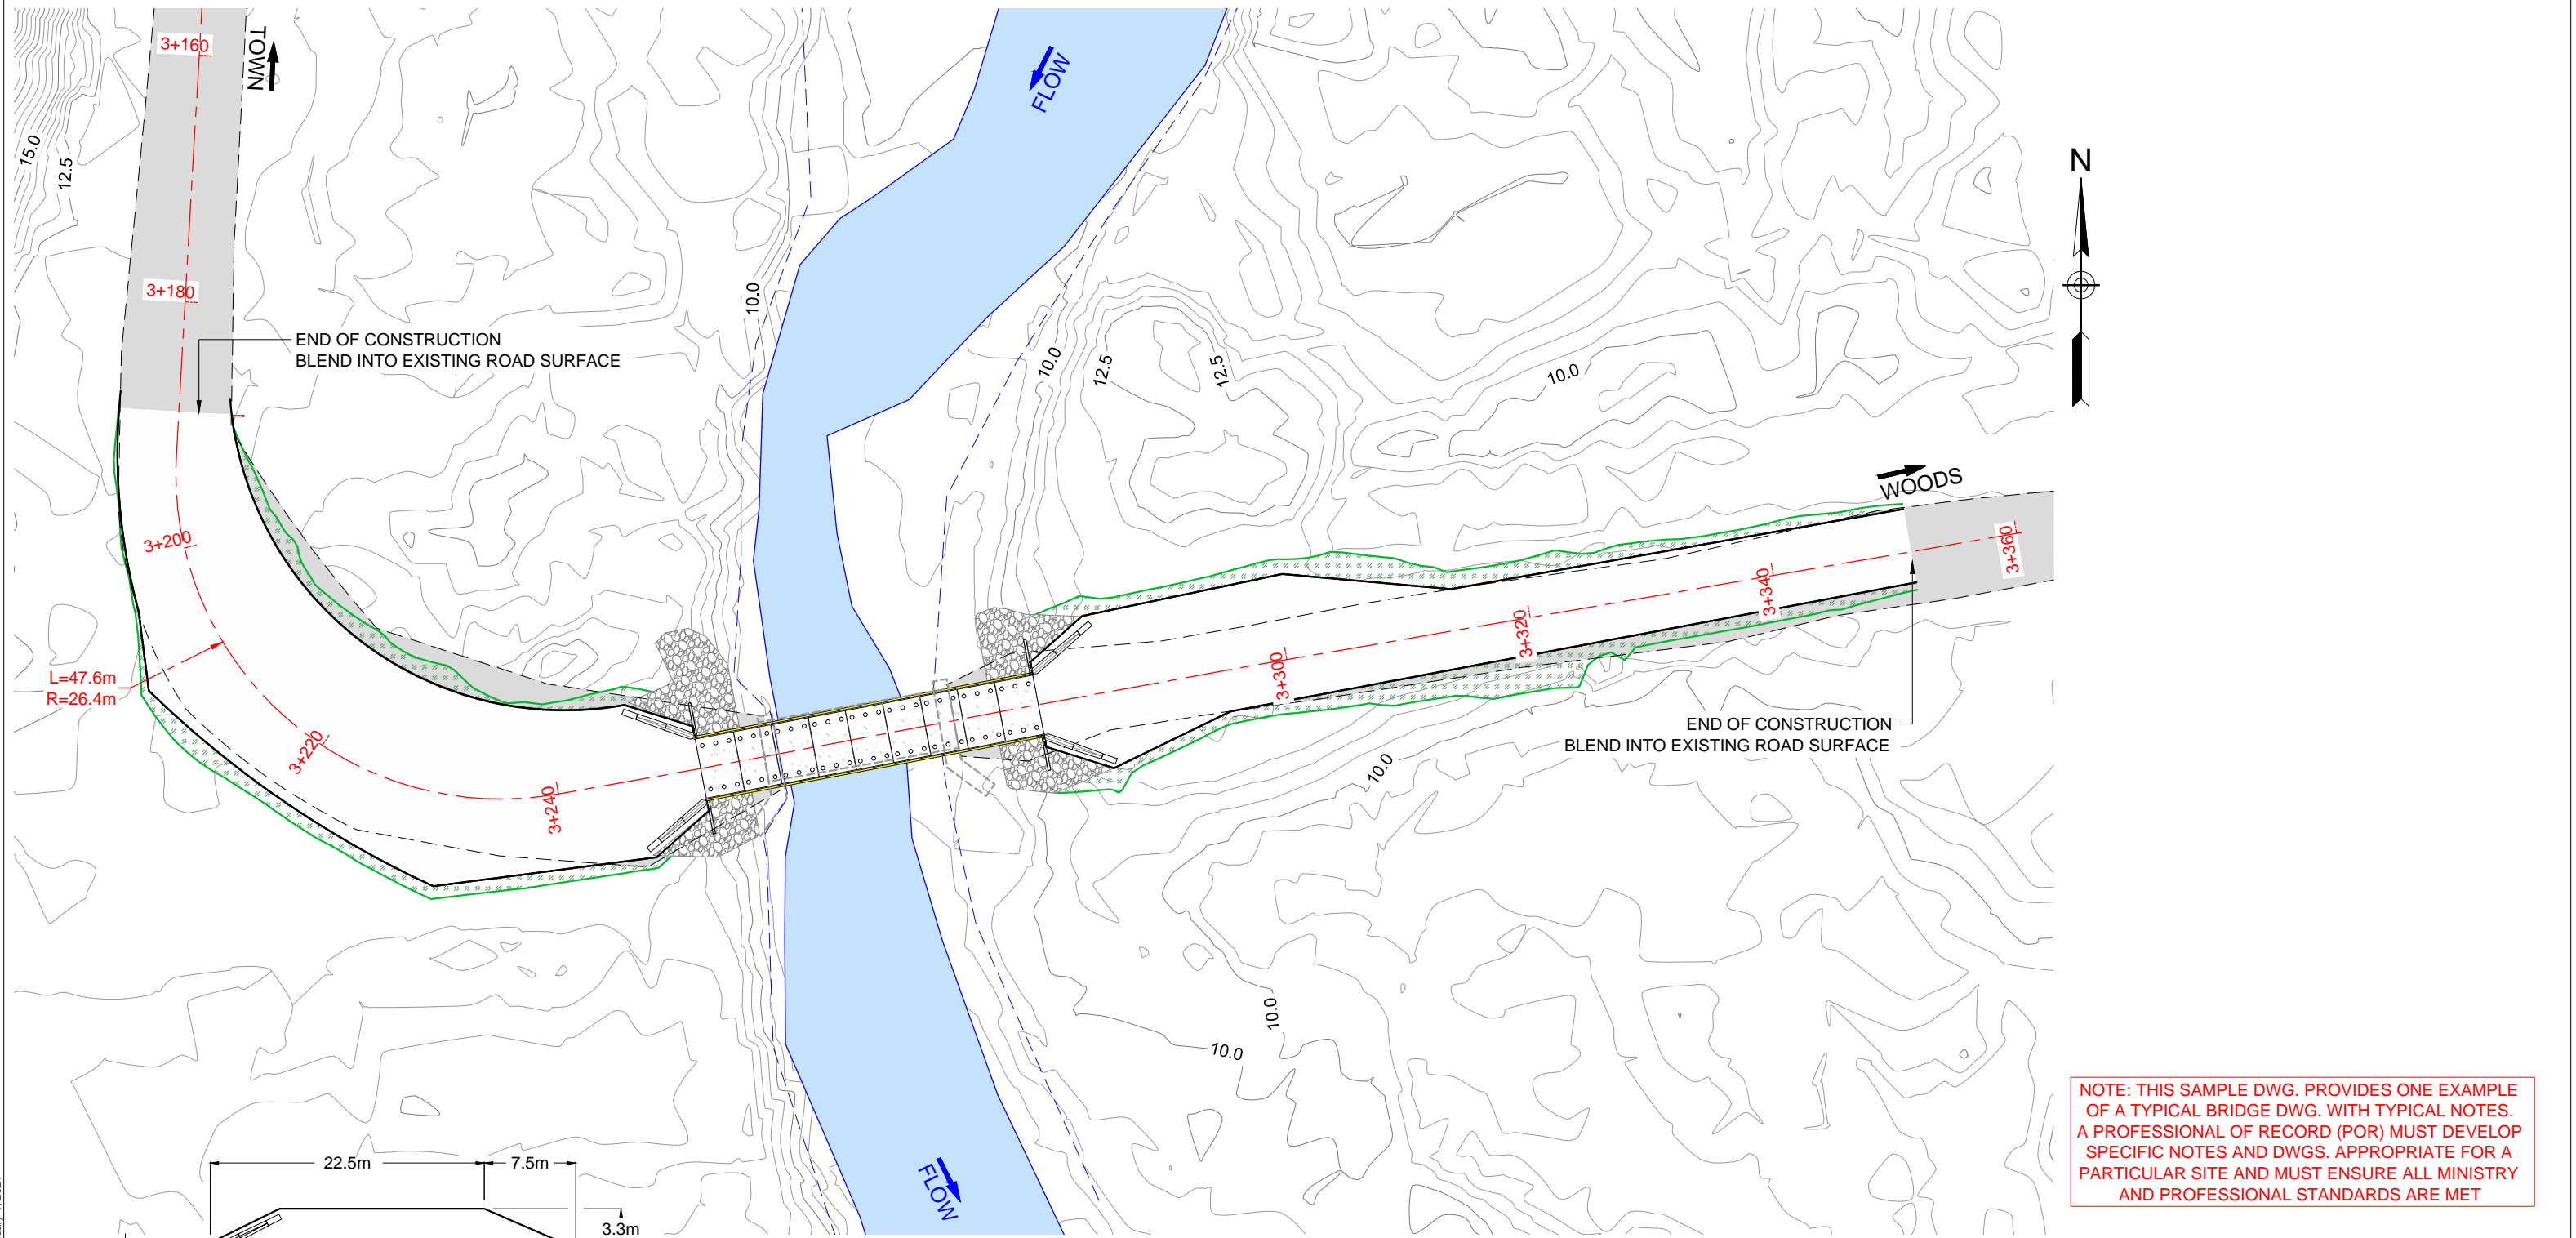 3+160
TOWN
FLOW
15.0
12.5
N
3+180
10.0
END OF CONSTRUCTION
BLEND INTO EXISTING ROAD SURFACE
10.0
12.5
12.5
10.0
WOODS
3+200
3+360
3+340
3+320
3+300
L=47.6m
R=26.4m
3+220
3+240
END OF CONSTRUCTION
BLEND INTO EXISTING ROAD SURFACE
10.0
10.0
10.0
NOTE: THIS SAMPLE DWG. PROVIDES ONE EXAMPLE
OF A TYPICAL BRIDGE DWG. WITH TYPICAL NOTES.
A PROFESSIONAL OF RECORD (POR) MUST DEVELOP
SPECIFIC NOTES AND DWGS. APPROPRIATE FOR A
PARTICULAR SITE AND MUST ENSURE ALL MINISTRY
AND PROFESSIONAL STANDARDS ARE MET
22.5m
7.5m
FLOW
3.3m